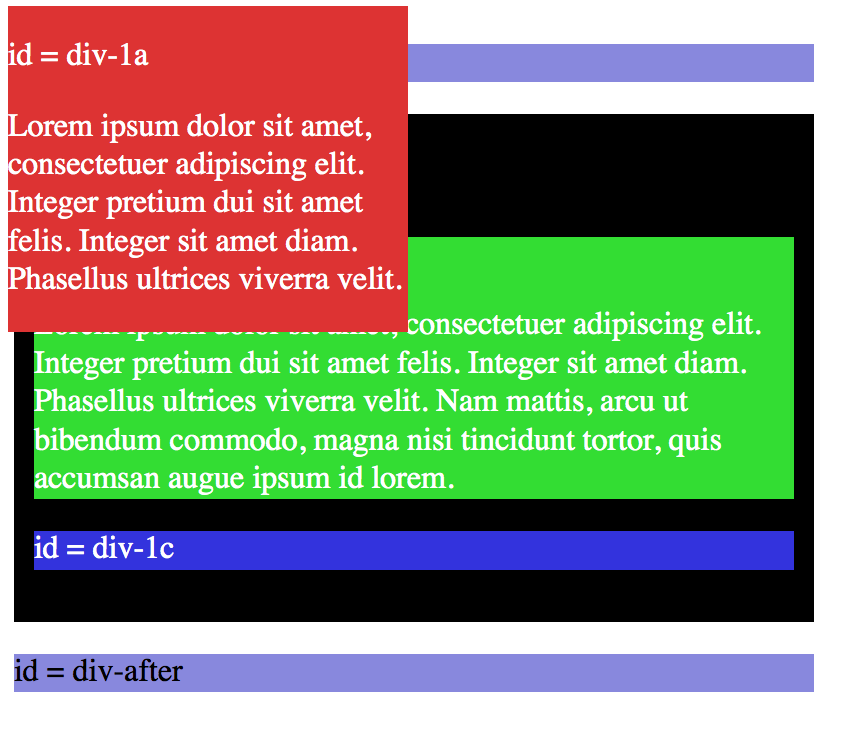 id = div-1a
Lorem ipsum dolor sit amet,
consectetuer adipiscing elit.
Integer pretium dui sit amet
felis. Integer sit amet diam.
Phasellus ultrices viverra velit.
consectetuer adipiscing elit.
Integer pretium dui sit amet felis. Integer sit amet diam.
Phasellus ultrices viverra velit. Nam mattis, arcu ut
bibendum commodo, magna nisi tincidunt tortor, quis
accumsan augue ipsum id lorem.
id = div-1c
id = div-after